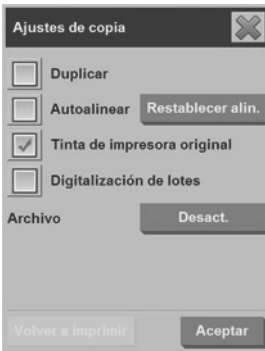 Ajustes de copia
Duplicar
Autoalinear Restablecer alin.
Tinta de impresora original
Digitalización de lotes
Archivo Desact.
Volver a imprimir Aceptar